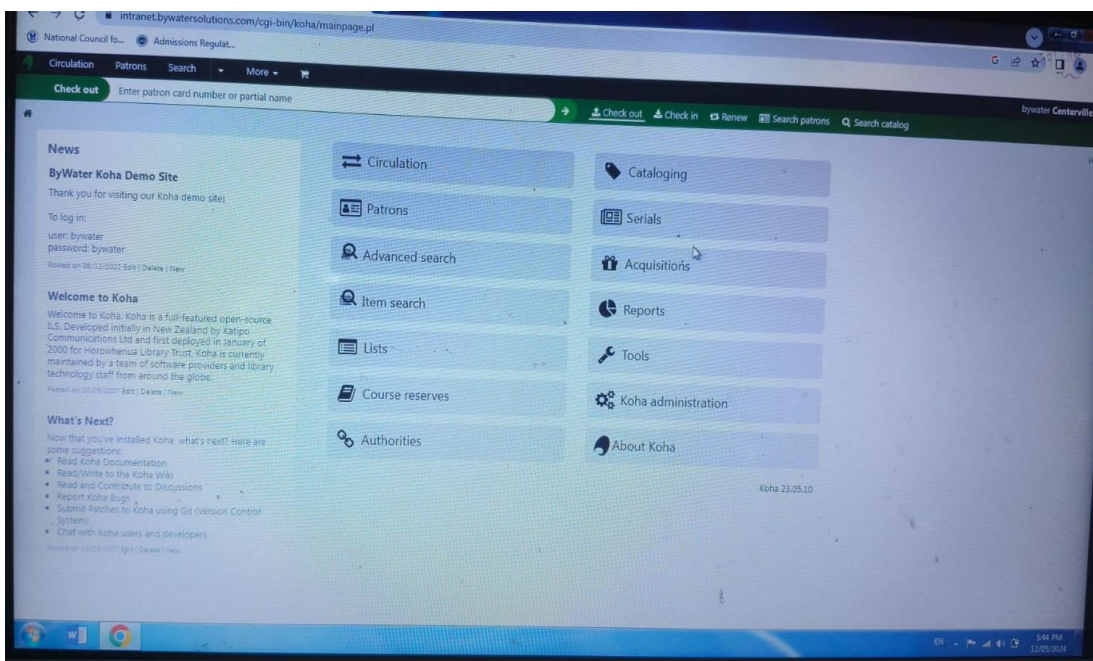 intranet.bywatersolutions.com/cgi-bin/koha/mainpage.pl
National Council fo... Admissions Regulat...
Circulation Patrons Search More
Check out Enter patron card number or partial name
Check out Check in Renew Search patrons Search catalog
bywater Centerville
News
ByWater Koha Demo Site
Thank you for visiting our Koha demo site!
To log in:
user: bywater
password: bywater
Edit | Delete | New
Welcome to Koha
Welcome to Koha. Koha is a full-featured open-source
ILS. Developed initially in New Zealand by Katipo
Communications Ltd and first deployed in January of
2000 for Horowhenua Library Trust, Koha is currently
maintained by a team of software providers and library
technology staff from around the globe.
Edit | Delete | New
What's Next?
Now that you've installed Koha, what's next? Here are
some suggestions:
Read Koha Documentation
Read/Write to the Koha Wiki
Read and Contribute to Discussions
Report Koha Bugs
Submit Patches to Koha using Git (Version Control
System)
Chat with Koha users and developers
Circulation
Patrons
Advanced search
Item search
Lists
Course reserves
Authorities
Cataloging
Serials
Acquisitions
Reports
Tools
Koha administration
About Koha
Koha 23.05.10
EN
5:44 PM
12/05/2024